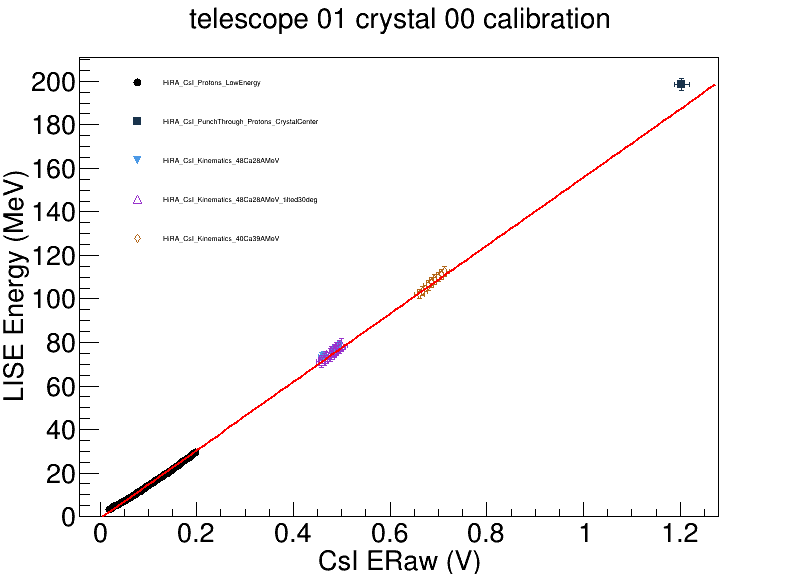 telescope 01 crystal 00 calibration
LISE Energy (MeV)
200
180
160
140
120
100
80
60
40
20
0
HiRA_CsI_Protons_LowEnergy
HiRA_CsI_PunchThrough_Protons_CrystalCenter
HiRA_CsI_Kinematics_48Ca28AMeV
HiRA_CsI_Kinematics_48Ca28AMeV_tilted30deg
HiRA_CsI_Kinematics_40Ca39AMeV
0 0.2 0.4 0.6 0.8 1 1.2
CsI ERaw (V)